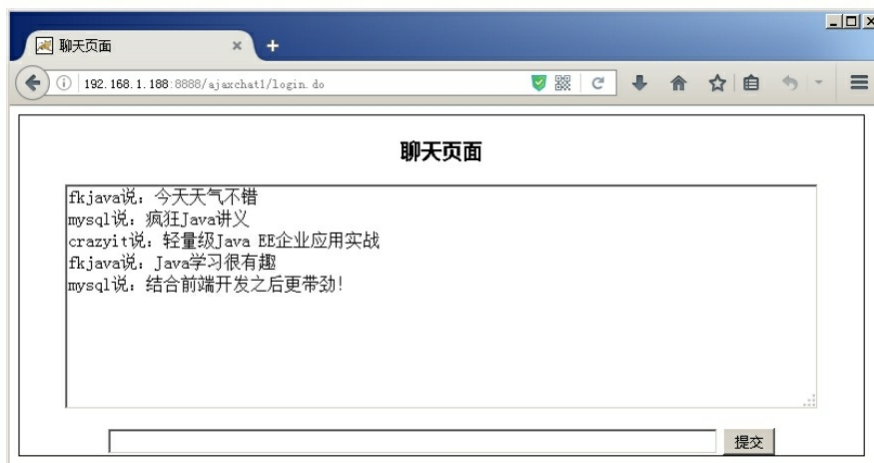 聊天页面
192.168.1.188:8888/ajaxchat1/login.do
聊天页面
fkjava说：今天天气不错
mysql说：疯狂Java讲义
crazyit说：轻量级Java EE企业应用实战
fkjava说：Java学习很有趣
mysql说：结合前端开发之后更带劲！
提交